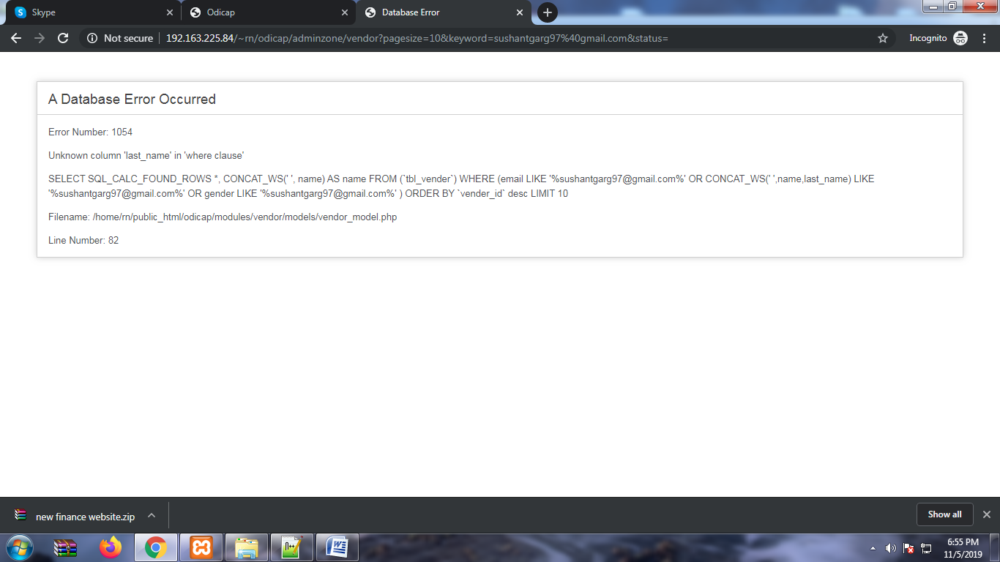 Skype
Odicap
Database Error
Not secure | 192.163.225.84/~rn/odicap/adminzone/vendor?pagesize=10&keyword=sushantgarg97%40gmail.com&status=
Incognito
A Database Error Occurred
Error Number: 1054
Unknown column 'last_name' in 'where clause'
SELECT SQL_CALC_FOUND_ROWS *, CONCAT_WS(' ', name) AS name FROM (`tbl_vender`) WHERE (email LIKE '%sushantgarg97@gmail.com%' OR CONCAT_WS(' ',name,last_name) LIKE
'%sushantgarg97@gmail.com%' OR gender LIKE '%sushantgarg97@gmail.com%' ) ORDER BY `vender_id` desc LIMIT 10
Filename: /home/rn/public_html/odicap/modules/vendor/models/vendor_model.php
Line Number: 82
new finance website.zip
Show all
6:55 PM
11/5/2019